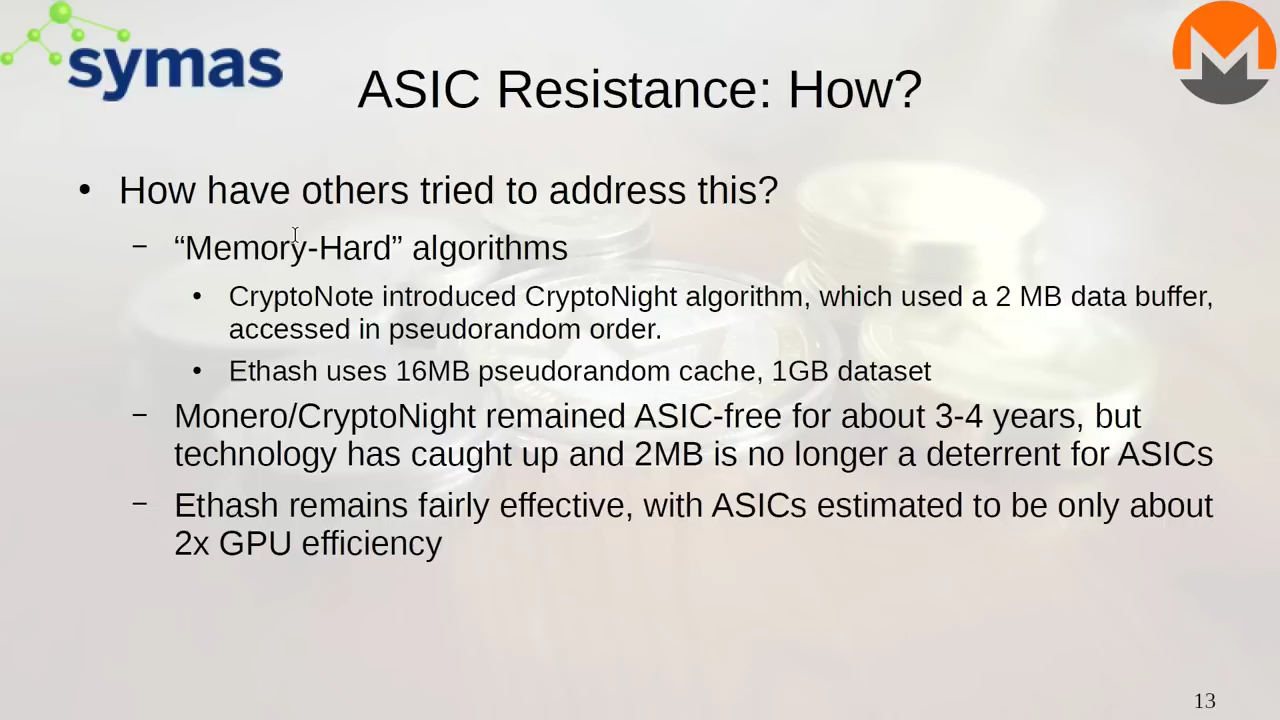 symas
ASIC Resistance: How?
• How have others tried to address this?
– “Memory-Hard” algorithms
• CryptoNote introduced CryptoNight algorithm, which used a 2 MB data buffer,
accessed in pseudorandom order.
• Ethash uses 16MB pseudorandom cache, 1GB dataset
– Monero/CryptoNight remained ASIC-free for about 3-4 years, but
technology has caught up and 2MB is no longer a deterrent for ASICs
– Ethash remains fairly effective, with ASICs estimated to be only about
2x GPU efficiency
13